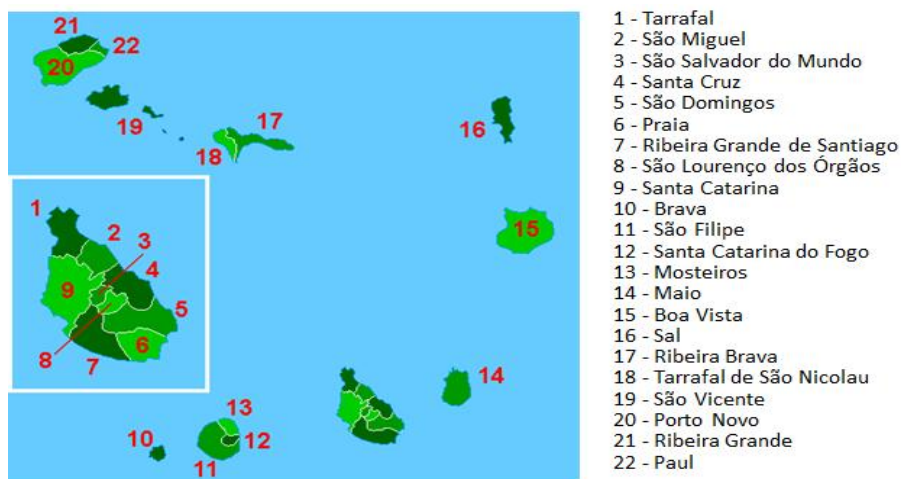 21
22
20
19
17
18
16
15
1
2
3
4
9
5
8
7
6
14
13
10
12
11
1 - Tarrafal
2 - São Miguel
3 - São Salvador do Mundo
4 - Santa Cruz
5 - São Domingos
6 - Praia
7 - Ribeira Grande de Santiago
8 - São Lourenço dos Órgãos
9 - Santa Catarina
10 - Brava
11 - São Filipe
12 - Santa Catarina do Fogo
13 - Mosteiros
14 - Maio
15 - Boa Vista
16 - Sal
17 - Ribeira Brava
18 - Tarrafal de São Nicolau
19 - São Vicente
20 - Porto Novo
21 - Ribeira Grande
22 - Paul